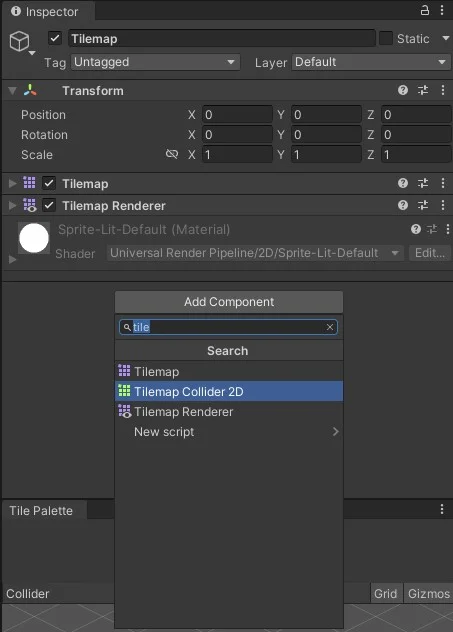 Inspector
Tilemap
Static
Tag Untagged Layer Default
Transform
Position X 0 Y 0 Z 0
Rotation X 0 Y 0 Z 0
Scale X 1 Y 1 Z 1
Tilemap
Tilemap Renderer
Sprite-Lit-Default (Material)
Shader Universal Render Pipeline/2D/Sprite-Lit-Default Edit...
Add Component
tile
Search
Tilemap
Tilemap Collider 2D
Tilemap Renderer
New script
Tile Palette
Collider Grid Gizmos